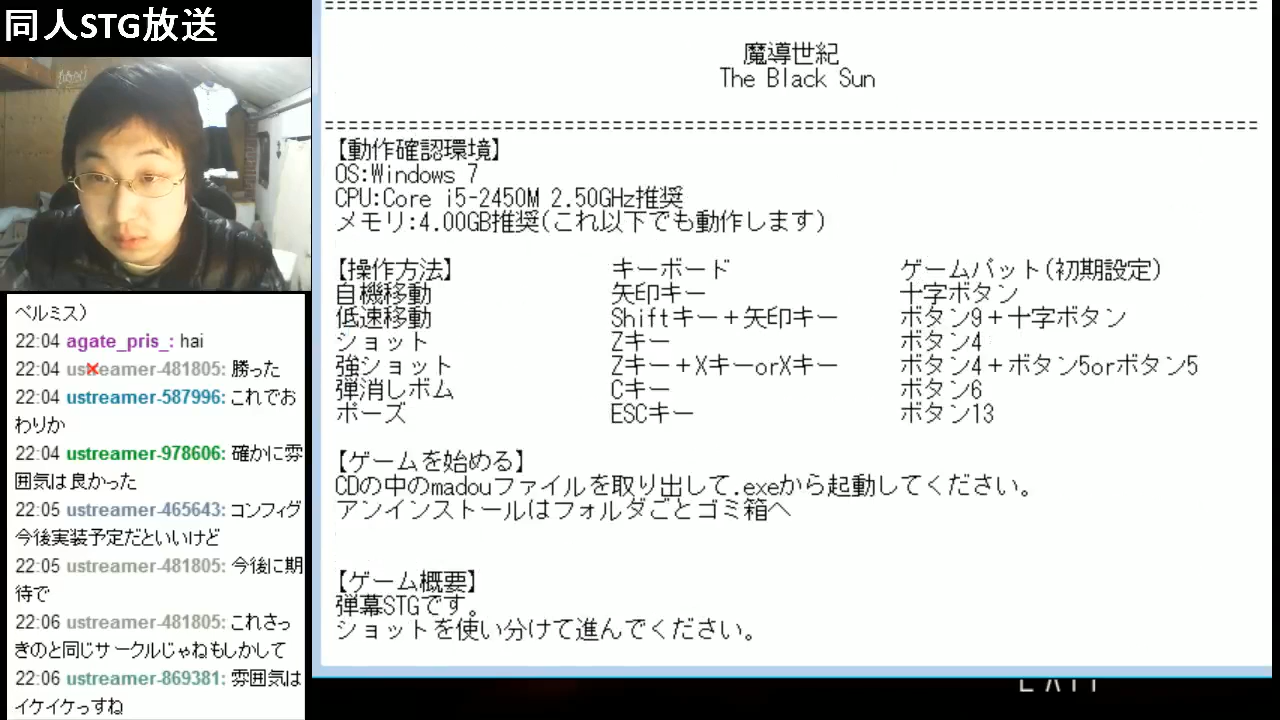 同人STG放送
ペルミス)
22:04 agate_pris_: hai
22:04 ustreamer-481805: 勝った
22:04 ustreamer-587996: これでお
わりか
22:04 ustreamer-978606: 確かに雰
囲気は良かった
22:05 ustreamer-465643: コンフィグ
今後実装予定だといいけど
22:05 ustreamer-481805: 今後に期
待で
22:06 ustreamer-481805: これさっ
きのと同じサークルじゃねもしかして
22:06 ustreamer-869381: 雰囲気は
イケイケっすね
==============================================================================
魔導世紀
The Black Sun
==============================================================================
【動作確認環境】
OS:Windows 7
CPU:Core i5-2450M 2.50GHz推奨
メモリ:4.00GB推奨(これ以下でも動作します)
【操作方法】 キーボード ゲームパット(初期設定)
自機移動 矢印キー 十字ボタン
低速移動 Shiftキー+矢印キー ボタン9+十字ボタン
ショット Zキー ボタン4
強ショット Zキー+XキーorXキー ボタン4+ボタン5orボタン5
弾消しボム Cキー ボタン6
ポーズ ESCキー ボタン13
【ゲームを始める】
CDの中のmadouファイルを取り出して.exeから起動してください。
アンインストールはフォルダごとゴミ箱へ
【ゲーム概要】
弾幕STGです。
ショットを使い分けて進んでください。
EXIT